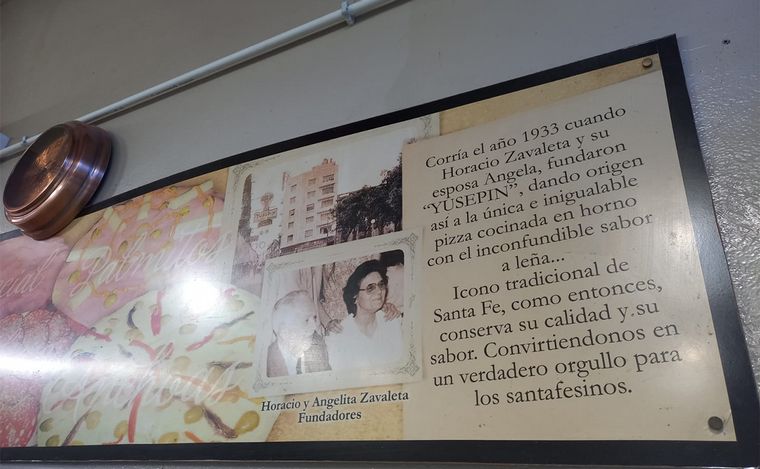 Corría el año 1933 cuando
Horacio Zavaleta y su
esposa Angela, fundaron
“YUSEPIN”, dando origen
así a la única e inigualable
pizza cocinada en horno
con el inconfundible sabor
a leña...
Icono tradicional de
Santa Fe, como entonces,
conserva su calidad y su
sabor. Convirtiendonos en
un verdadero orgullo para
los santafesinos.
Horacio y Angelita Zavaleta
Fundadores
Palmitos
Anchoas